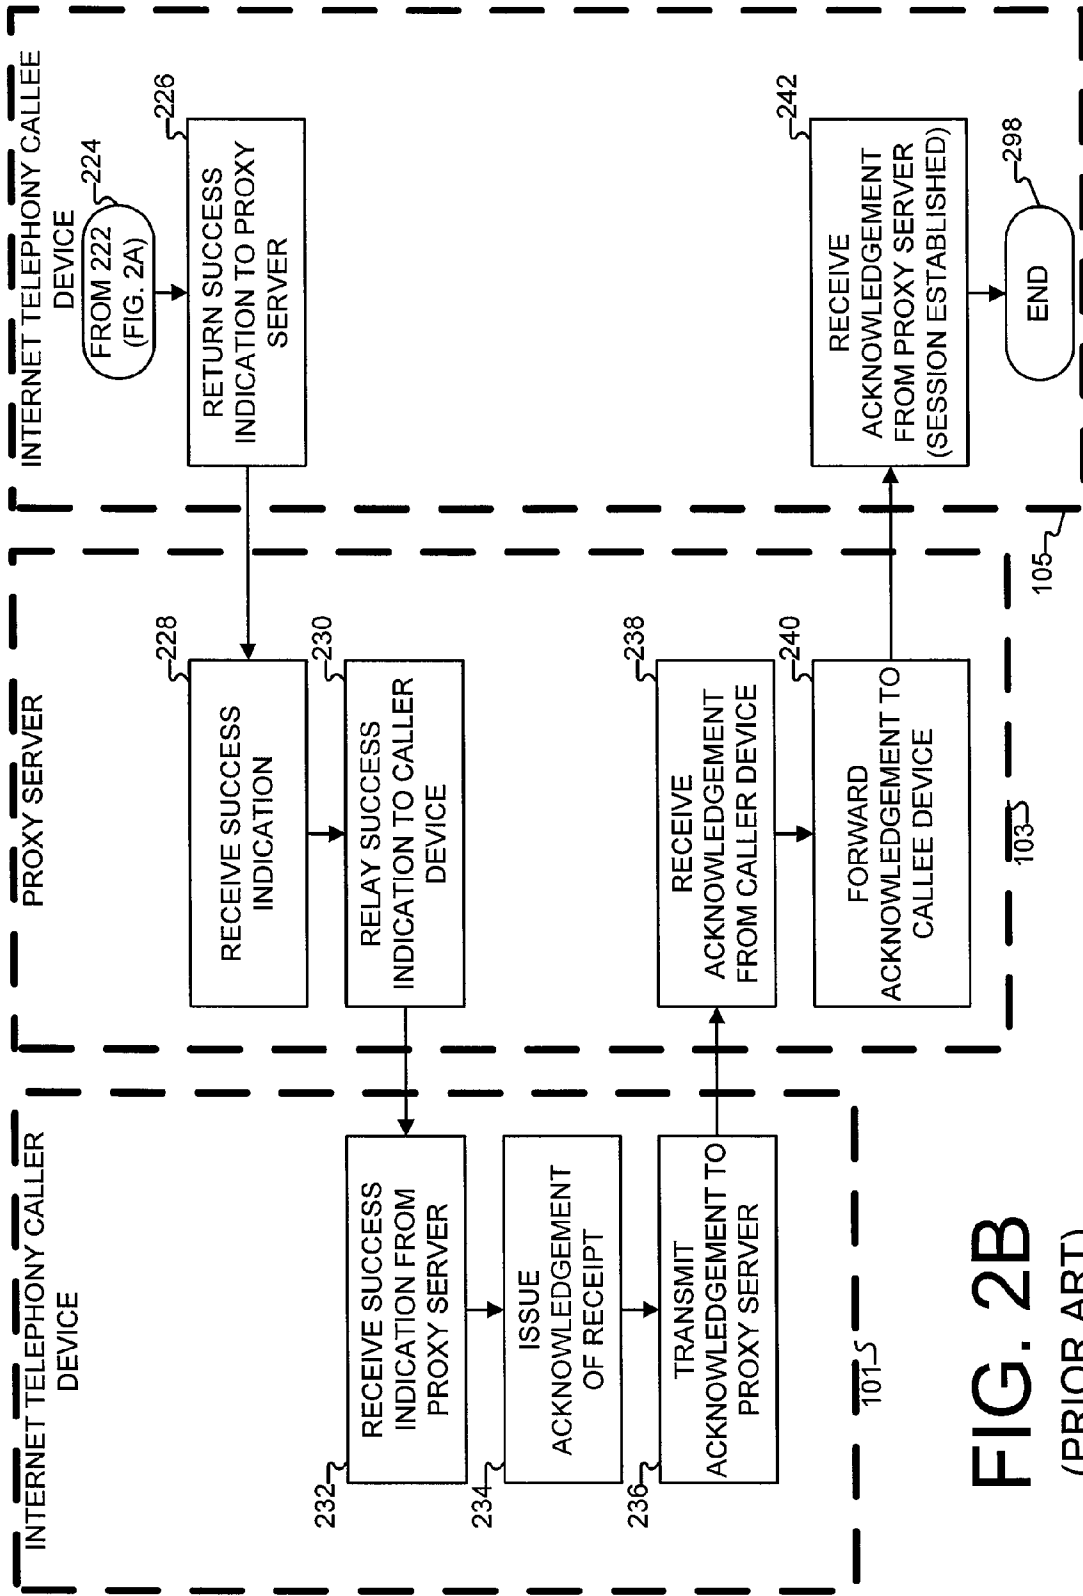 INTERNET TELEPHONY CALLER
DEVICE
232
RECEIVE SUCCESS
INDICATION FROM
PROXY SERVER
234
ISSUE
ACKNOWLEDGEMENT
OF RECEIPT
236
TRANSMIT
ACKNOWLEDGEMENT TO
PROXY SERVER
101
PROXY SERVER
228
RECEIVE SUCCESS
INDICATION
230
RELAY SUCCESS
INDICATION TO CALLER
DEVICE
238
RECEIVE
ACKNOWLEDGEMENT
FROM CALLER DEVICE
240
FORWARD
ACKNOWLEDGEMENT TO
CALLEE DEVICE
103
INTERNET TELEPHONY CALLEE
DEVICE
224
FROM 222
(FIG. 2A)
226
RETURN SUCCESS
INDICATION TO PROXY
SERVER
242
RECEIVE
ACKNOWLEDGEMENT
FROM PROXY SERVER
(SESSION ESTABLISHED)
298
END
105
FIG. 2B
(PRIOR ART)